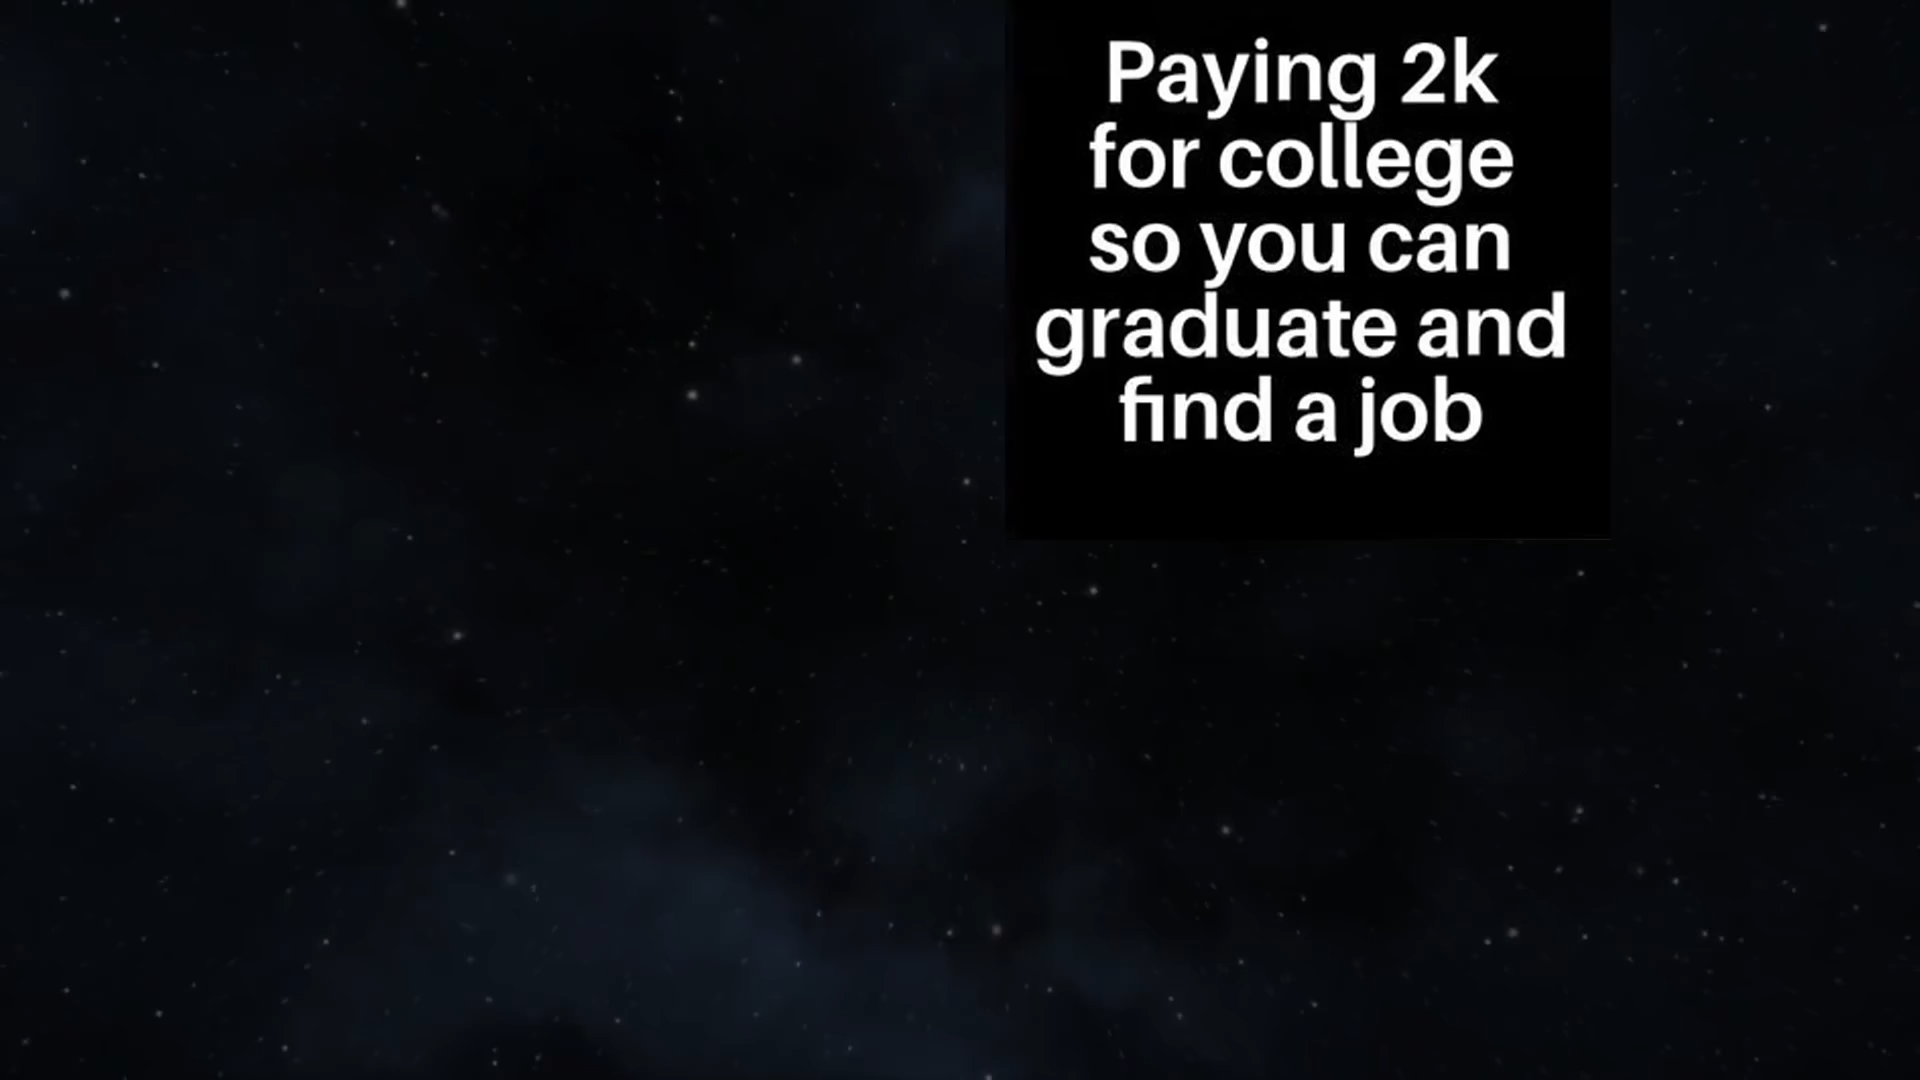 Paying 2k
for college
so you can
graduate and
find a job